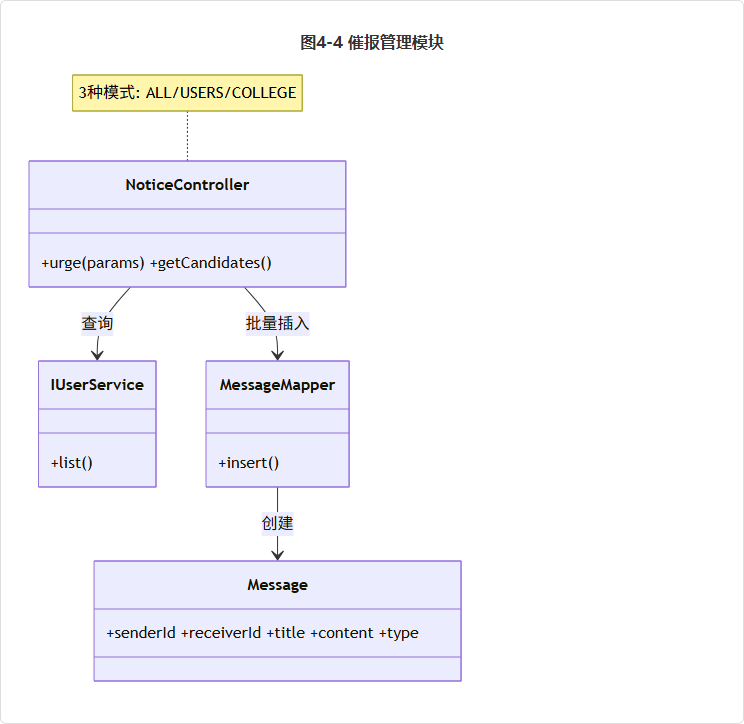 图4-4 催报管理模块
3种模式: ALL/USERS/COLLEGE
NoticeController
+urge(params) +getCandidates()
查询
批量插入
IUserService
MessageMapper
+list()
+insert()
创建
Message
+senderId +receiverId +title +content +type